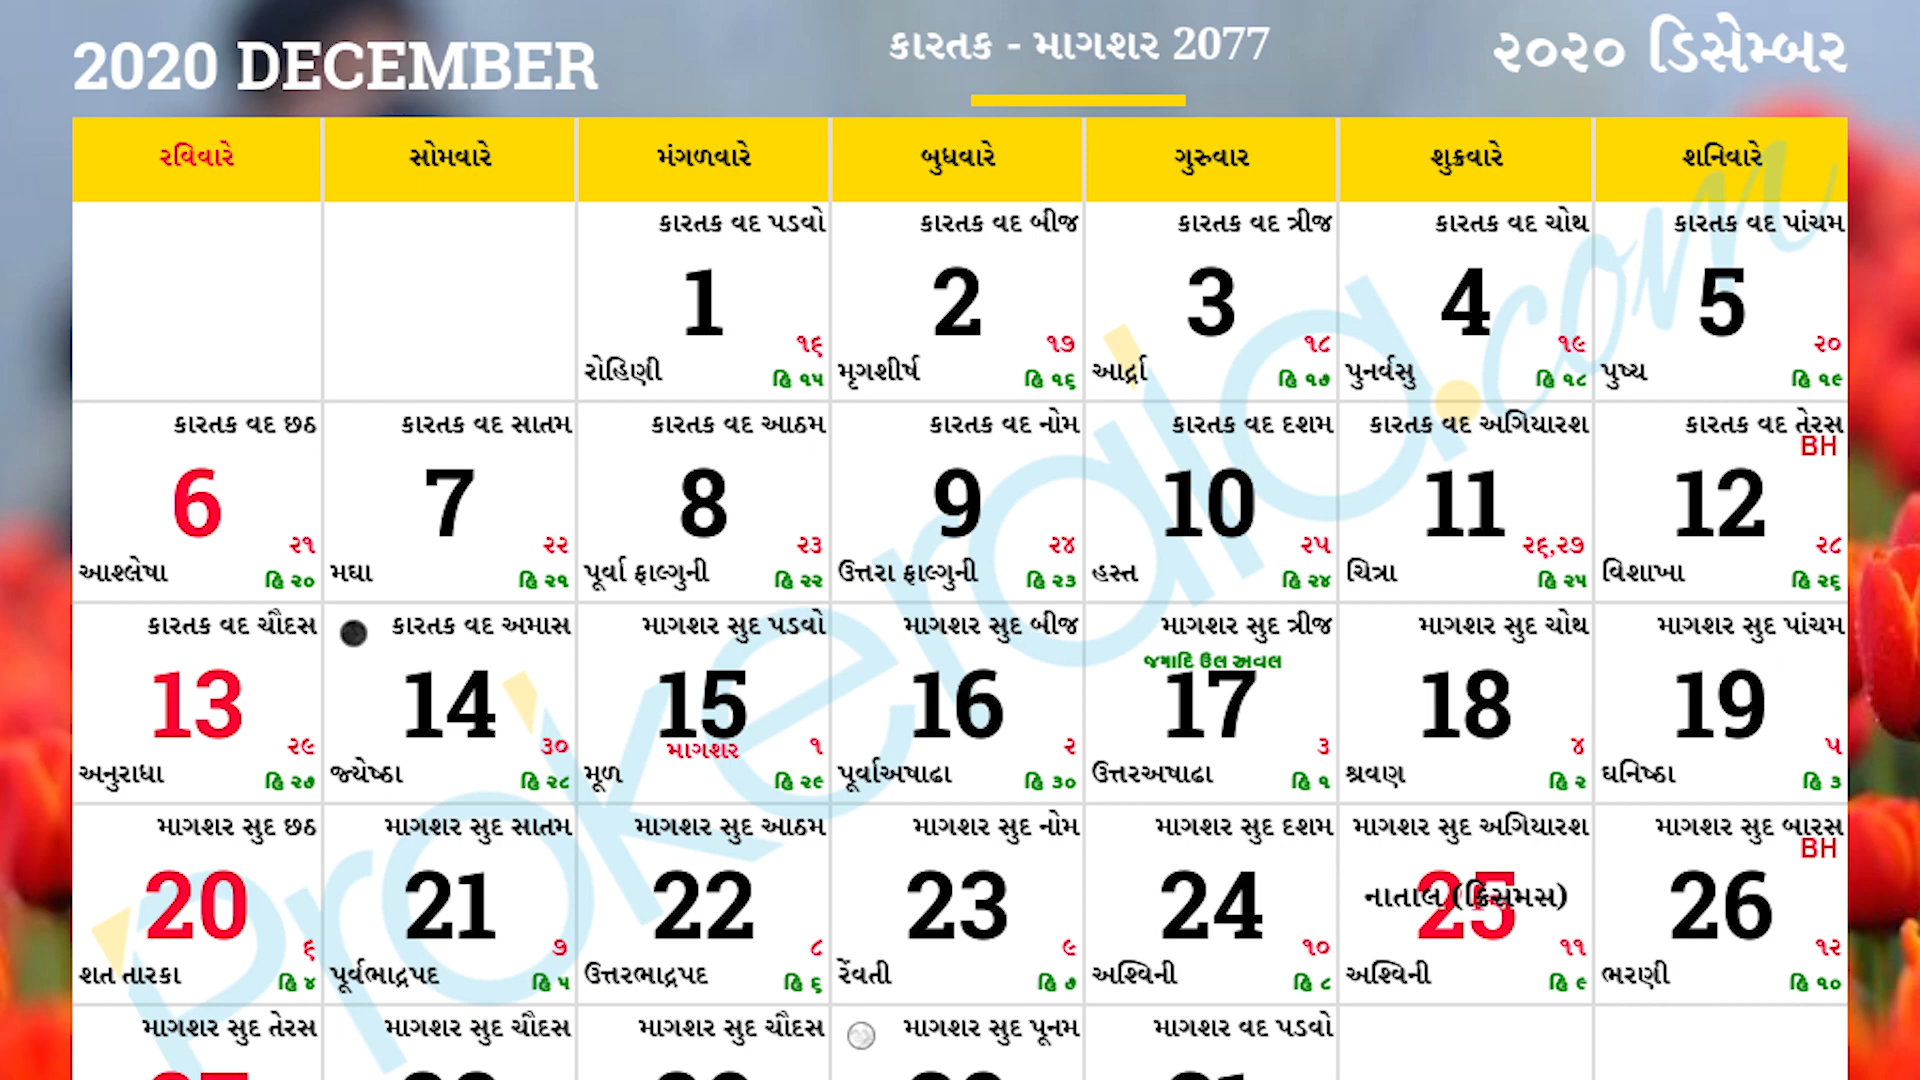 2020 DECEMBER
કારતક - માગશર 2077
૨૦૨૦ ડિસેમ્બર
રવિવારે સોમવારે મંગળવારે બુધવારે ગુરુવાર શુક્રવારે શનિવારે
કારતક વદ પડવો કારતક વદ બીજ કારતક વદ ત્રીજ કારતક વદ ચોથ કારતક વદ પાંચમ
1 2 3 4 5
૧૬ ૧૭ ૧૮ ૧૯ ૨૦
રોહિણી મૃગશીર્ષ આર્દ્રા પુનર્વસુ પુષ્ય
હિ ૧૫ હિ ૧૬ હિ ૧૭ હિ ૧૮ હિ ૧૯
કારતક વદ છઠ કારતક વદ સાતમ કારતક વદ આઠમ કારતક વદ નોમ કારતક વદ દશમ કારતક વદ અગિયારશ કારતક વદ તેરસ
BH
6 7 8 9 10 11 12
૨૧ ૨૨ ૨૩ ૨૪ ૨૫ ૨૬,૨૭ ૨૮
આશ્લેષા મઘા પૂર્વા ફાલ્ગુની ઉત્તરા ફાલ્ગુની હસ્ત ચિત્રા વિશાખા
હિ ૨૦ હિ ૨૧ હિ ૨૨ હિ ૨૩ હિ ૨૪ હિ ૨૫ હિ ૨૬
કારતક વદ ચૌદસ કારતક વદ અમાસ માગશર સુદ પડવો માગશર સુદ બીજ માગશર સુદ ત્રીજ માગશર સુદ ચોથ માગશર સુદ પાંચમ
જમાદિ ઉલ અવલ
13 14 15 16 17 18 19
માગશર
૨૯ ૩૦ ૧ ૨ ૩ ૪ ૫
અનુરાધા જ્યેષ્ઠા મૂળ પૂર્વાઅષાઢા ઉત્તરઅષાઢા શ્રવણ ઘનિષ્ઠા
હિ ૨૭ હિ ૨૮ હિ ૨૯ હિ ૩૦ હિ ૧ હિ ૨ હિ ૩
માગશર સુદ છઠ માગશર સુદ સાતમ માગશર સુદ આઠમ માગશર સુદ નોમ માગશર સુદ દશમ માગશર સુદ અગિયારશ માગશર સુદ બારસ
BH
નાતાલ (ક્રિસમસ)
20 21 22 23 24 25 26
૬ ૭ ૮ ૯ ૧૦ ૧૧ ૧૨
શત તારકા પૂર્વભાદ્રપદ ઉત્તરભાદ્રપદ રેંવતી અશ્વિની અશ્વિની ભરણી
હિ ૪ હિ ૫ હિ ૬ હિ ૭ હિ ૮ હિ ૯ હિ ૧૦
માગશર સુદ તેરસ માગશર સુદ ચૌદસ માગશર સુદ ચૌદસ માગશર સુદ પૂનમ માગશર વદ પડવો
Prokerala.com